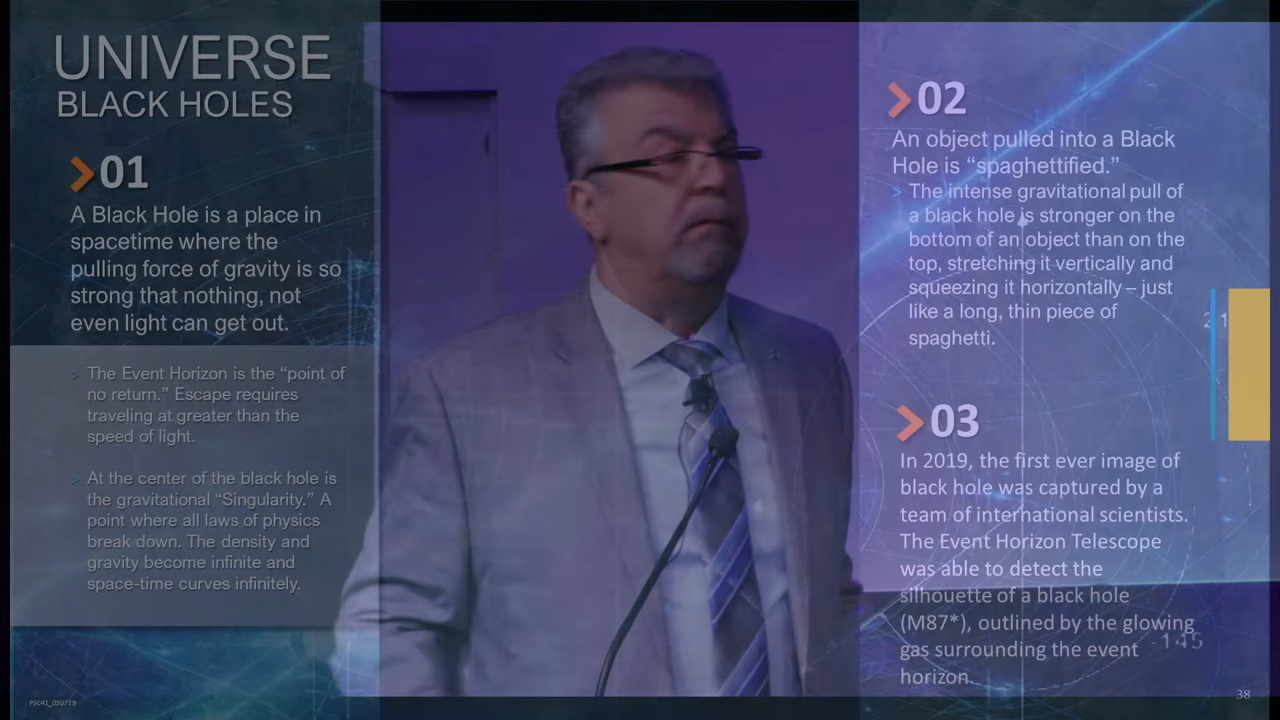 UNIVERSE
BLACK HOLES
01
A Black Hole is a place in
spacetime where the
pulling force of gravity is so
strong that nothing, not
even light can get out.
> The Event Horizon is the “point of
no return.” Escape requires
traveling at greater than the
speed of light.
> At the center of the black hole is
the gravitational “Singularity.” A
point where all laws of physics
break down. The density and
gravity become infinite and
space-time curves infinitely.
02
An object pulled into a Black
Hole is “spaghettified.”
> The intense gravitational pull of
a black hole is stronger on the
bottom of an object than on the
top, stretching it vertically and
squeezing it horizontally – just
like a long, thin piece of
spaghetti.
03
In 2019, the first ever image of
black hole was captured by a
team of international scientists.
The Event Horizon Telescope
was able to detect the
silhouette of a black hole
(M87*), outlined by the glowing
gas surrounding the event
horizon.
145
PSC41_050719
38